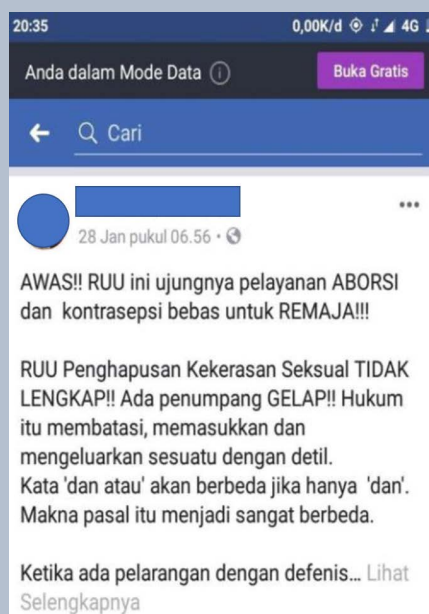 20:35 0,00K/d 4G
Anda dalam Mode Data Buka Gratis
Cari
28 Jan pukul 06.56
AWAS!! RUU ini ujungnya pelayanan ABORSI
dan kontrasepsi bebas untuk REMAJA!!!
RUU Penghapusan Kekerasan Seksual TIDAK
LENGKAP!! Ada penumpang GELAP!! Hukum
itu membatasi, memasukkan dan
mengeluarkan sesuatu dengan detil.
Kata 'dan atau' akan berbeda jika hanya 'dan'.
Makna pasal itu menjadi sangat berbeda.
Ketika ada pelarangan dengan defenis... Lihat
Selengkapnya